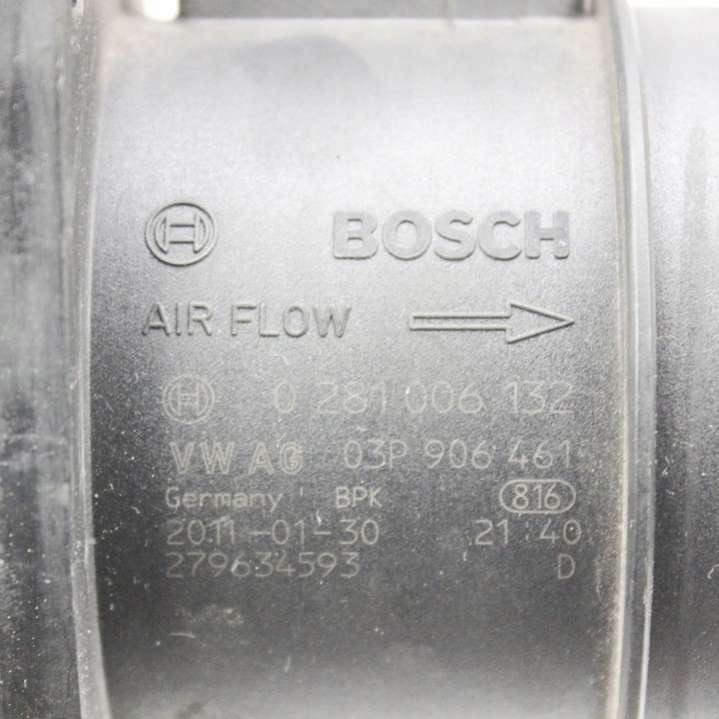 BOSCH
AIR FLOW
0 281 006 132
VW AG 03P 906 461
Germany BPK 816
2011-01-30 21:40
279634593 D